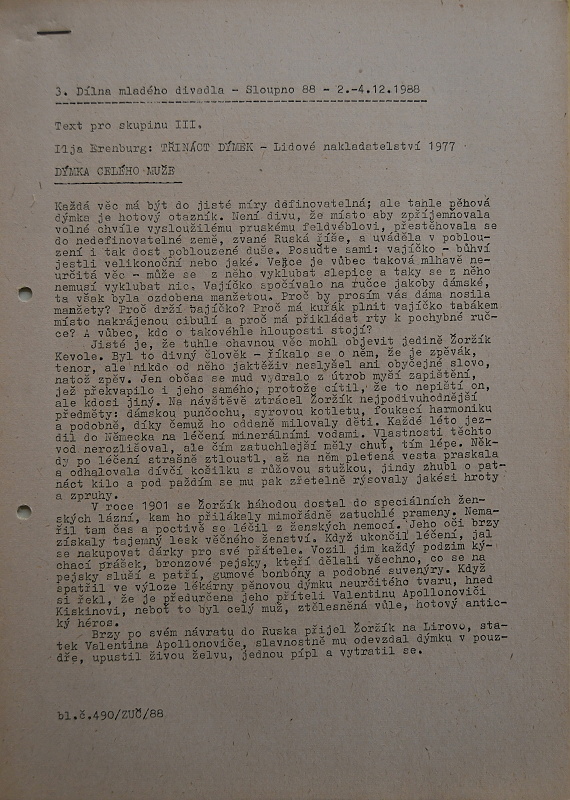 3. Dílna mladého divadla - Sloupno 88 - 2.-4.12.1988
Text pro skupinu III.
Ilja Erenburg: TŘINÁCT DÝMEK - Lidové nakladatelství 1977
DÝMKA CELÉHO MUŽE
Každá věc má být do jisté míry ddfinovatelná; ale tahle pěhová
dýmka je hotový otazník. Není divu, že místo aby zpříjemňovala
volné chvíle vysloužilému pruskému feldvéblovi, přestěhovala se
do nedefinovatelné země, zvané Ruská říše, a uváděla v poblou-
zení i tak dost poblouzené duše. Posuďte sami: vajíčko - bůhví
jestli velikonoční nebo jaké. Vejce je vůbec taková mlhavě ne-
určitá věc - může se z něho vyklubat slepice a taky se z něho
nemusí vyklubat nic. Vajíčko spočívalo na ručce jakoby dámské,
ta však byla ozdobena manžetou. Proč by prosím vás dáma nosila
manžety? Proč drží bajíčko? Proč má kuřák plnit vajíčko tabákem
místo nakrájenou cibulí a proč má přikládat rty k pochybné ruč-
ce? A vůbec, kdo o takovéhle hlouposti stojí?
Jisté je, že tuhle ohavnou věc mohl objevit jedině Žoržík
Kevole. Byl to divný člověk - říkalo se o něm, že je zpěvák,
tenor, ale nikdo od něho jaktěživ neslyšel ani obyčejné slovo,
natož zpěv. Jen občas se mud vydralo z útrob myší zapištění,
jež překvapilo i jeho samého, protože cítil, že to nepiští on,
ale kdosi jiný. Na návštěvě ztrácel Žoržík nejpodivuhodnější
předměty: dámskou punčochu, syrovou kotletu, foukací harmoniku
a podobně, díky čemuž ho oddaně milovaly děti. Každé léto jez-
dil do Německa na léčení minerálními vodami. Vlastnosti těchto
vod nerozlišoval, ale čím zatuchlejší měly chuť, tím lépe. Něk-
dy po léčení strašně ztloustl, až na něm pletená vesta praskala
a odhalovala dívčí košilku s růžovou stužkou, jindy zhubl o pat-
náct kilo a pod paždím se mu pak zřetelně rýsovaly jakési hroty
a zpruhy.
V roce 1901 se Žoržík háhodou dostal do speciálních žen-
ských lázní, kam ho přilákaly mimořádně zatuchlé prameny. Nema-
řil tam čas a poctivě se léčil z ženských nemocí. Jeho oči brzy
získaly tajemný lesk věčného ženství. Když ukončil léčení, jal
se nakupovat dárky pro své přátele. Vozil jim každý podzim ký-
chací prášek, bronzové pejsky, kteří dělali všechno, co se na
pejsky sluší a patří, gumové bonbóny a podobné suvenýry. Když
spatřil ve výloze lékárny pěnovou dýmku neurčitého tvaru, hned
si řekl, že je předurčena jeho příteli Valentinu Apollonoviči
Kiskinovi, neboť to byl celý muž, ztělesněná vůle, hotový antic-
ký héros.
Brzy po svém návratu do Ruska přijel Žoržík na Lirovo, sta-
tek Valentina Apollonoviče, slavnostně mu odevzdal dýmku v pouz-
dře, upustil živou želvu, jednou pípl a vytratil se.
bl.č.490/ZUČ/88